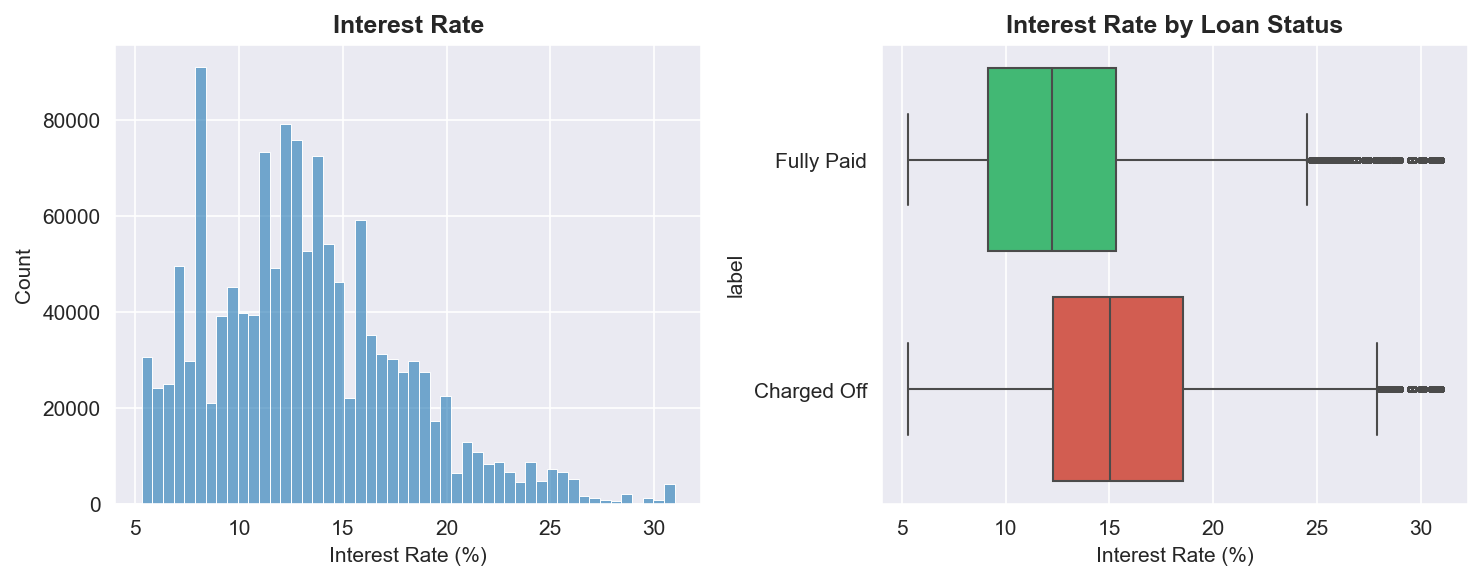 Interest Rate
Count
80000
60000
40000
20000
0
5 10 15 20 25 30
Interest Rate (%)
Interest Rate by Loan Status
label
Fully Paid
Charged Off
5 10 15 20 25 30
Interest Rate (%)